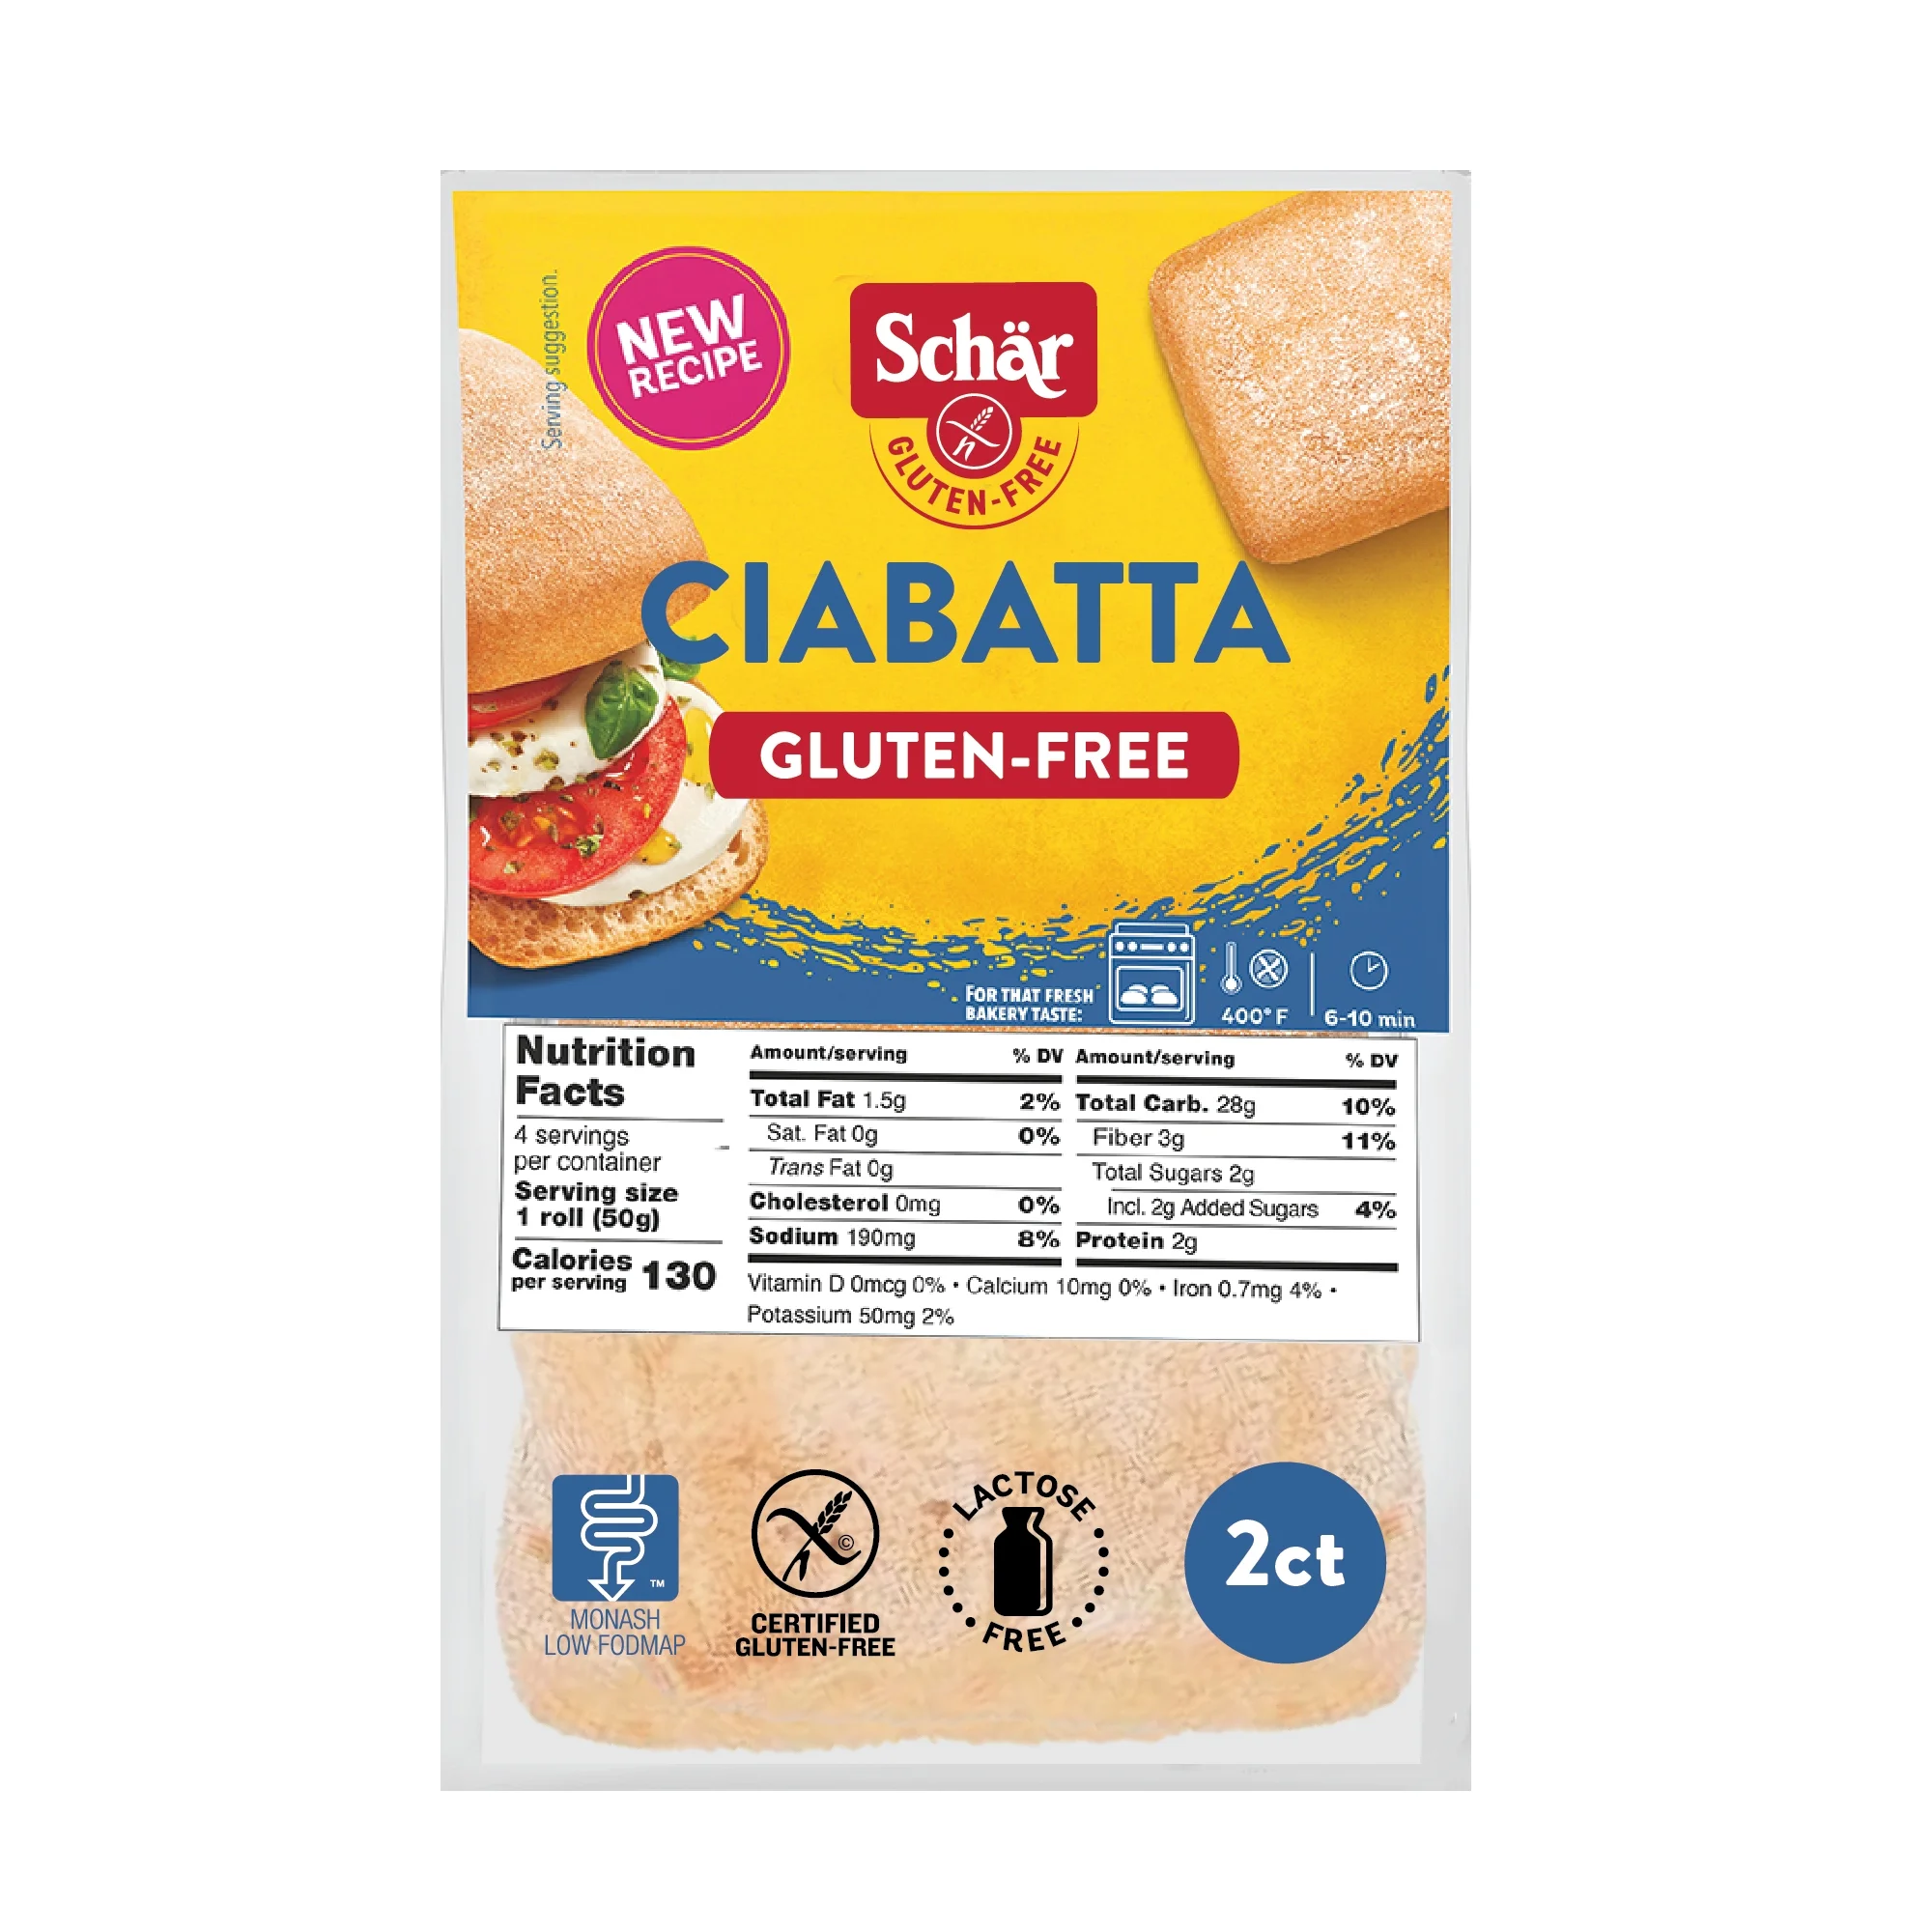 Serving suggestion.
NEW
RECIPE
Schär
GLUTEN-FREE
CIABATTA
GLUTEN-FREE
FOR THAT FRESH
BAKERY TASTE:
400°F
6-10 min
Nutrition
Facts
4 servings
per container
Serving size
1 roll (50g)
Calories
per serving 130
Amount/serving % DV
Total Fat 1.5g 2%
Sat. Fat 0g 0%
Trans Fat 0g
Cholesterol 0mg 0%
Sodium 190mg 8%
Amount/serving % DV
Total Carb. 28g 10%
Fiber 3g 11%
Total Sugars 2g
Incl. 2g Added Sugars 4%
Protein 2g
Vitamin D 0mcg 0% • Calcium 10mg 0% • Iron 0.7mg 4% •
Potassium 50mg 2%
TM
MONASH
LOW FODMAP
©
CERTIFIED
GLUTEN-FREE
LACTOSE
FREE
2ct